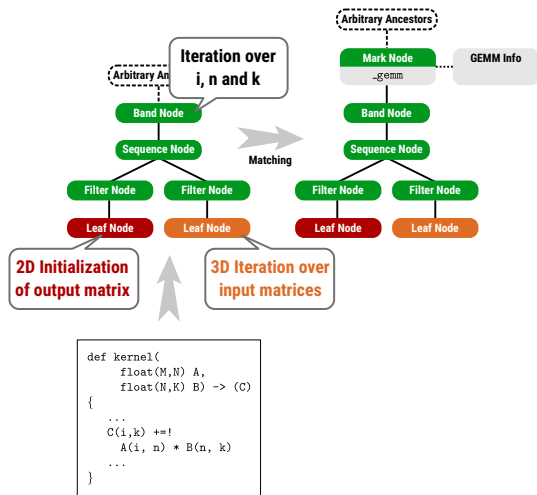 Arbitrary Ancestors
Mark Node
_gemm
GEMM Info
Iteration over
i, n and k
Arbitrary An
Band Node
Band Node
Sequence Node
Matching
Sequence Node
Filter Node
Filter Node
Filter Node
Filter Node
Leaf Node
Leaf Node
Leaf Node
Leaf Node
2D Initialization
of output matrix
3D Iteration over
input matrices
def kernel(
float(M,N) A,
float(N,K) B) -> (C)
{
...
C(i,k) +=!
A(i, n) * B(n, k)
...
}